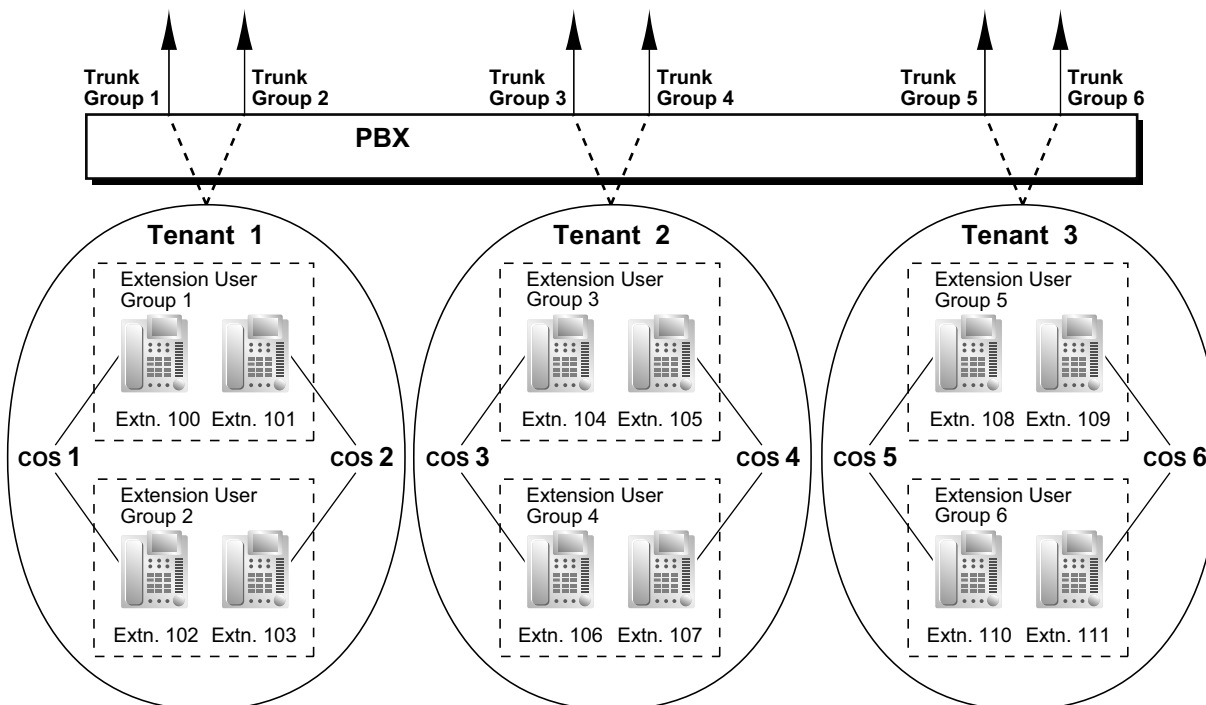 Trunk
Group 1
Trunk
Group 2
Trunk
Group 3
Trunk
Group 4
Trunk
Group 5
Trunk
Group 6
PBX
Tenant 1
Extension User
Group 1
Extn. 100
Extn. 101
COS 1
COS 2
Extension User
Group 2
Extn. 102
Extn. 103
Tenant 2
Extension User
Group 3
Extn. 104
Extn. 105
COS 3
COS 4
Extension User
Group 4
Extn. 106
Extn. 107
Tenant 3
Extension User
Group 5
Extn. 108
Extn. 109
COS 5
COS 6
Extension User
Group 6
Extn. 110
Extn. 111